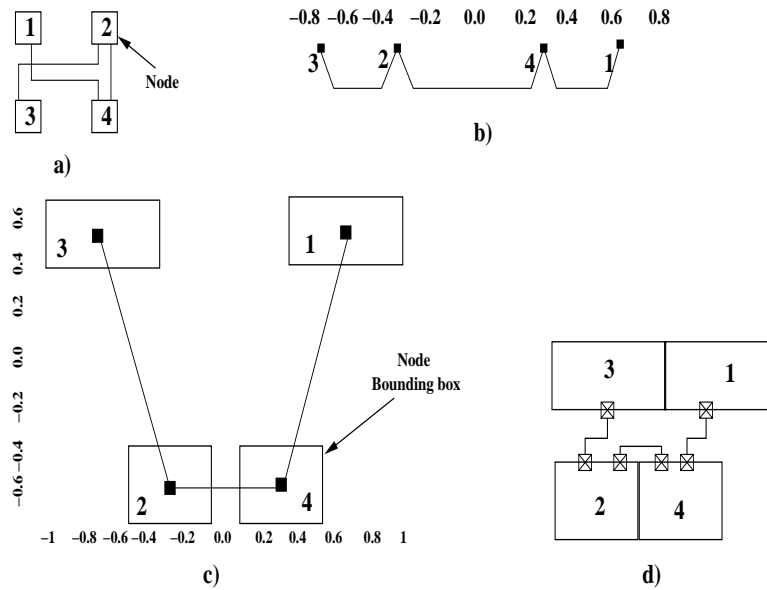 1 2
Node
3 4
a)
−0.8 −0.6 −0.4 −0.2 0.0 0.2 0.4 0.6 0.8
3 2 4 1
b)
0.6
0.4
0.2
0.0
−0.2
−0.4
−0.6
3 1
Node
Bounding box
2 4
−1 −0.8 −0.6 −0.4 −0.2 0.0 0.2 0.4 0.6 0.8 1
c)
3 1
2 4
d)